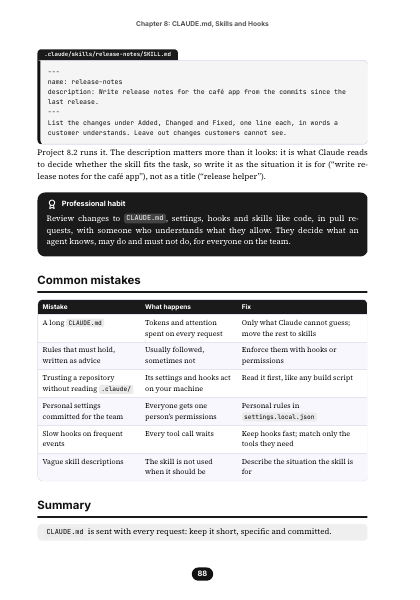 Chapter 8: CLAUDE.md, Skills and Hooks
.claude/skills/release-notes/SKILL.md
---
name: release-notes
description: Write release notes for the café app from the commits since the
last release.
---
List the changes under Added, Changed and Fixed, one line each, in words a
customer understands. Leave out changes customers cannot see.
Project 8.2 runs it. The description matters more than it looks: it is what Claude reads
to decide whether the skill fits the task, so write it as the situation it is for (“write re-
lease notes for the café app”), not as a title (“release helper”).
Professional habit
Review changes to CLAUDE.md, settings, hooks and skills like code, in pull re-
quests, with someone who understands what they allow. They decide what an
agent knows, may do and must not do, for everyone on the team.
Common mistakes
Mistake What happens Fix
A long CLAUDE.md Tokens and attention Only what Claude cannot guess;
spent on every request move the rest to skills
Rules that must hold, Usually followed, Enforce them with hooks or
written as advice sometimes not permissions
Trusting a repository Its settings and hooks act Read it first, like any build script
without reading .claude/ on your machine
Personal settings Everyone gets one Personal rules in
committed for the team person's permissions settings.local.json
Slow hooks on frequent Every tool call waits Keep hooks fast; match only the
events tools they need
Vague skill descriptions The skill is not used Describe the situation the skill is
when it should be for
Summary
CLAUDE.md is sent with every request: keep it short, specific and committed.
88